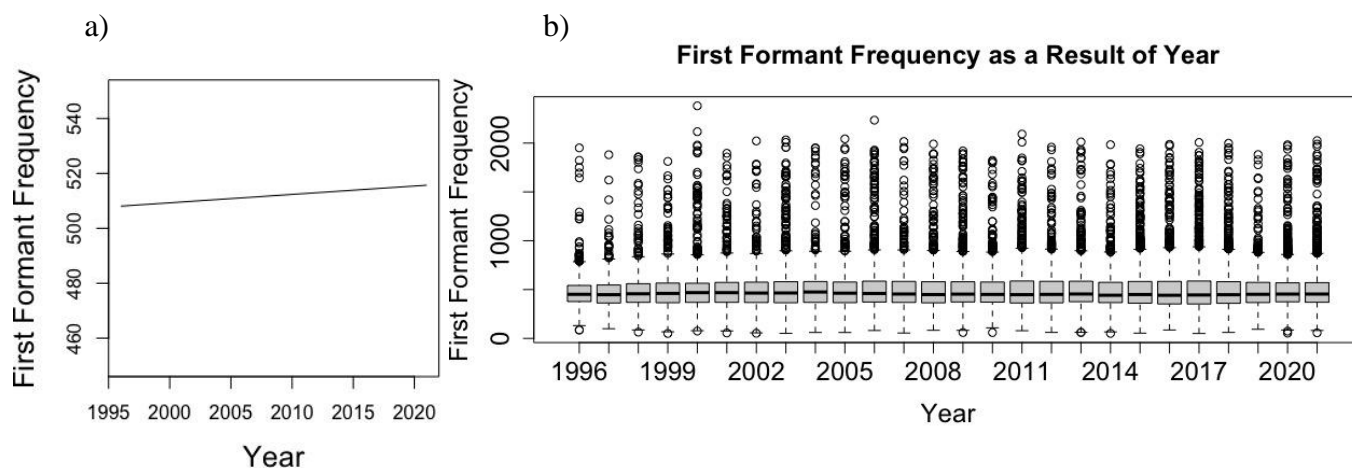 a)
First Formant Frequency
540
520
500
480
460
1995 2000 2005 2010 2015 2020
Year
b)
First Formant Frequency as a Result of Year
First Formant Frequency
2000
1000
0
1996 1999 2002 2005 2008 2011 2014 2017 2020
Year